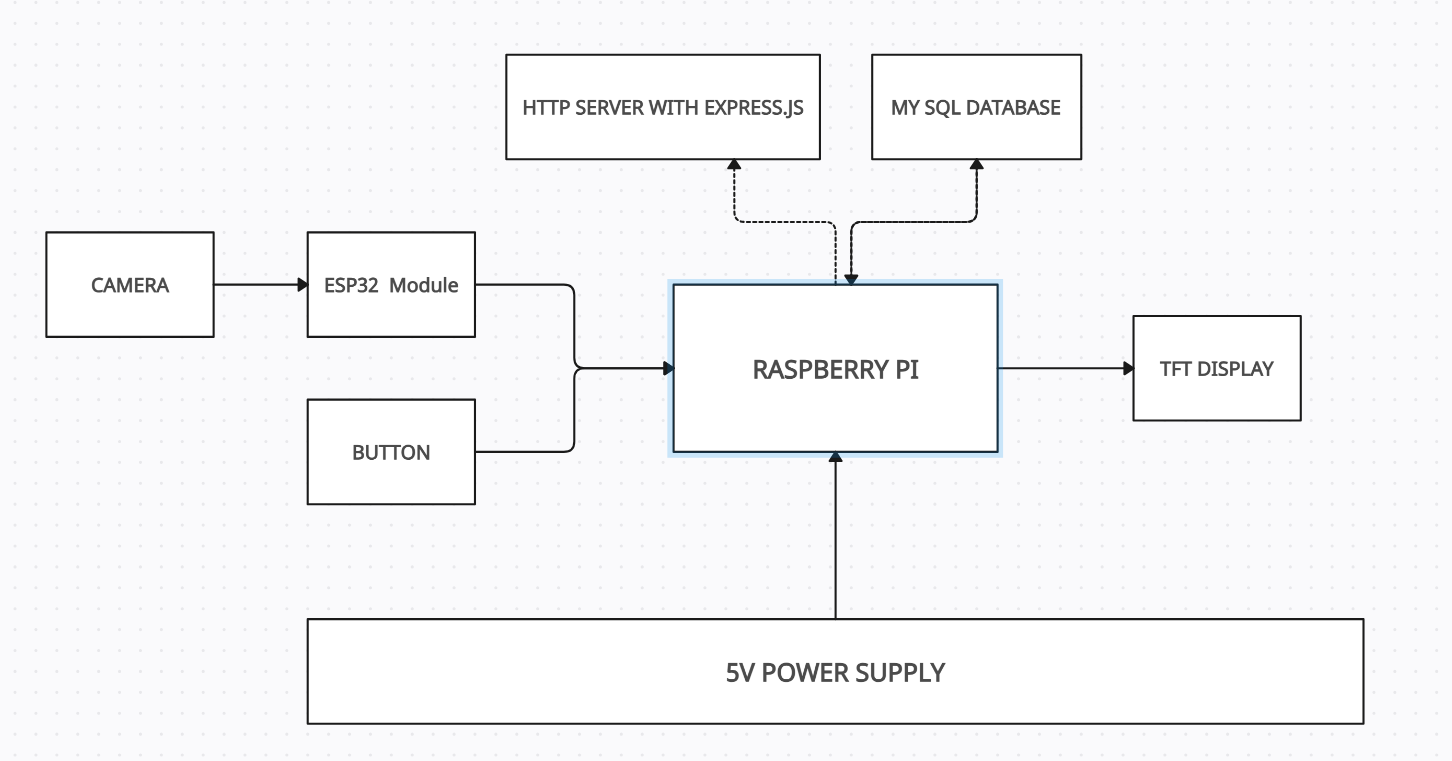 HTTP SERVER WITH EXPRESS.JS
MY SQL DATABASE
CAMERA
ESP32 Module
RASPBERRY PI
TFT DISPLAY
BUTTON
5V POWER SUPPLY